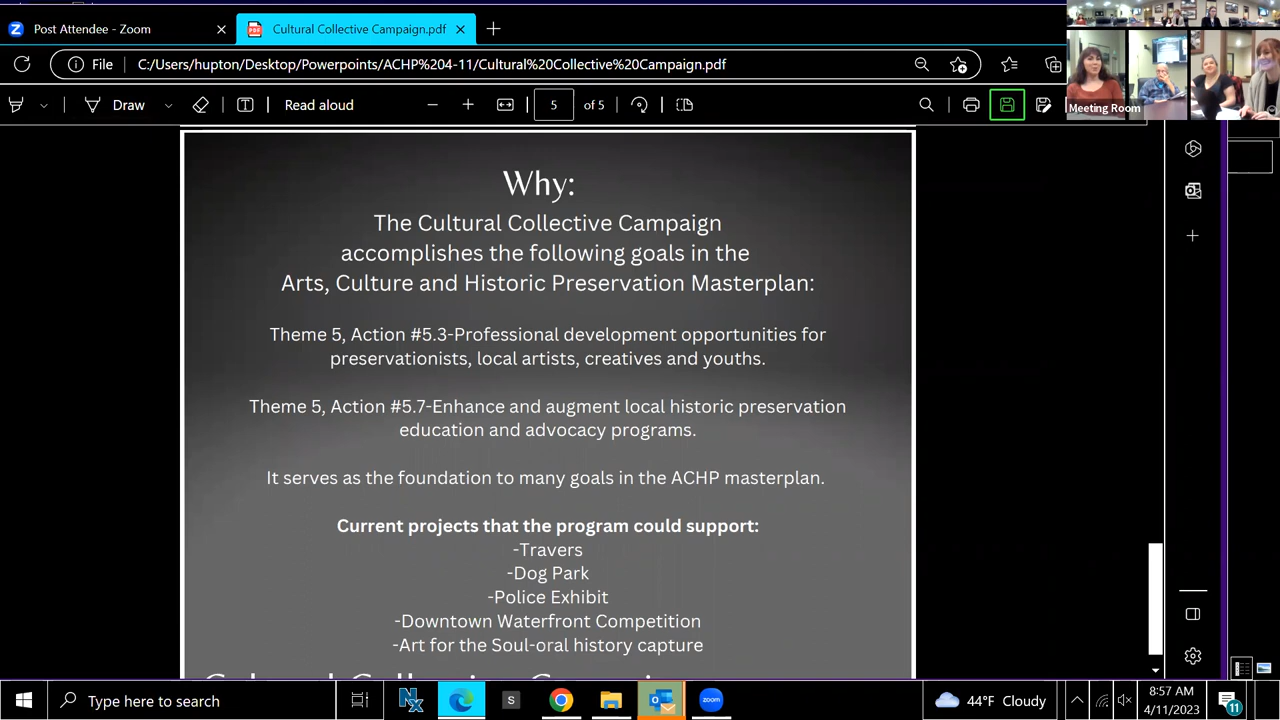 Post Attendee - Zoom
Cultural Collective Campaign.pdf
File
C:/Users/hupton/Desktop/Powerpoints/ACHP%204-11/Cultural%20Collective%20Campaign.pdf
Draw
Read aloud
5
of 5
Meeting Room
Why:
The Cultural Collective Campaign
accomplishes the following goals in the
Arts, Culture and Historic Preservation Masterplan:
Theme 5, Action #5.3-Professional development opportunities for
preservationists, local artists, creatives and youths.
Theme 5, Action #5.7-Enhance and augment local historic preservation
education and advocacy programs.
It serves as the foundation to many goals in the ACHP masterplan.
Current projects that the program could support:
-Travers
-Dog Park
-Police Exhibit
-Downtown Waterfront Competition
-Art for the Soul-oral history capture
Type here to search
S
zoom
44°F Cloudy
8:57 AM
4/11/2023
11